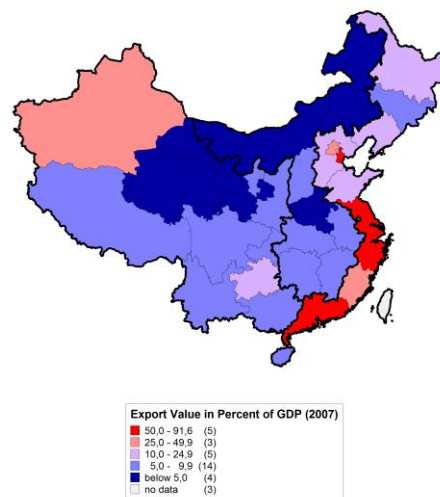 Export Value in Percent of GDP (2007)
50,0 - 91,6 (5)
25,0 - 49,9 (3)
10,0 - 24,9 (5)
5,0 - 9,9 (14)
below 5,0 (4)
no data (3)